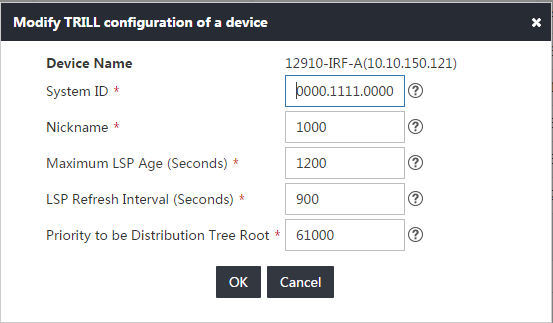 Modify TRILL configuration of a device ×
Device Name 12910-IRF-A(10.10.150.121)
System ID * 0000.1111.0000 ?
Nickname * 1000 ?
Maximum LSP Age (Seconds) * 1200 ?
LSP Refresh Interval (Seconds) * 900 ?
Priority to be Distribution Tree Root * 61000 ?
OK Cancel